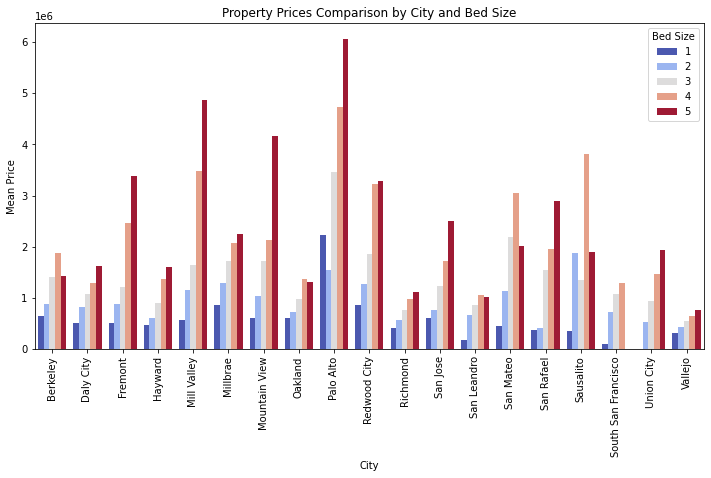 Property Prices Comparison by City and Bed Size
1e6
Bed Size
1
2
3
4
5
Mean Price
6
5
4
3
2
1
0
Berkeley
Daly City
Fremont
Hayward
Mill Valley
Millbrae
Mountain View
Oakland
Palo Alto
Redwood City
Richmond
San Jose
San Leandro
San Mateo
San Rafael
Sausalito
South San Francisco
Union City
Vallejo
City